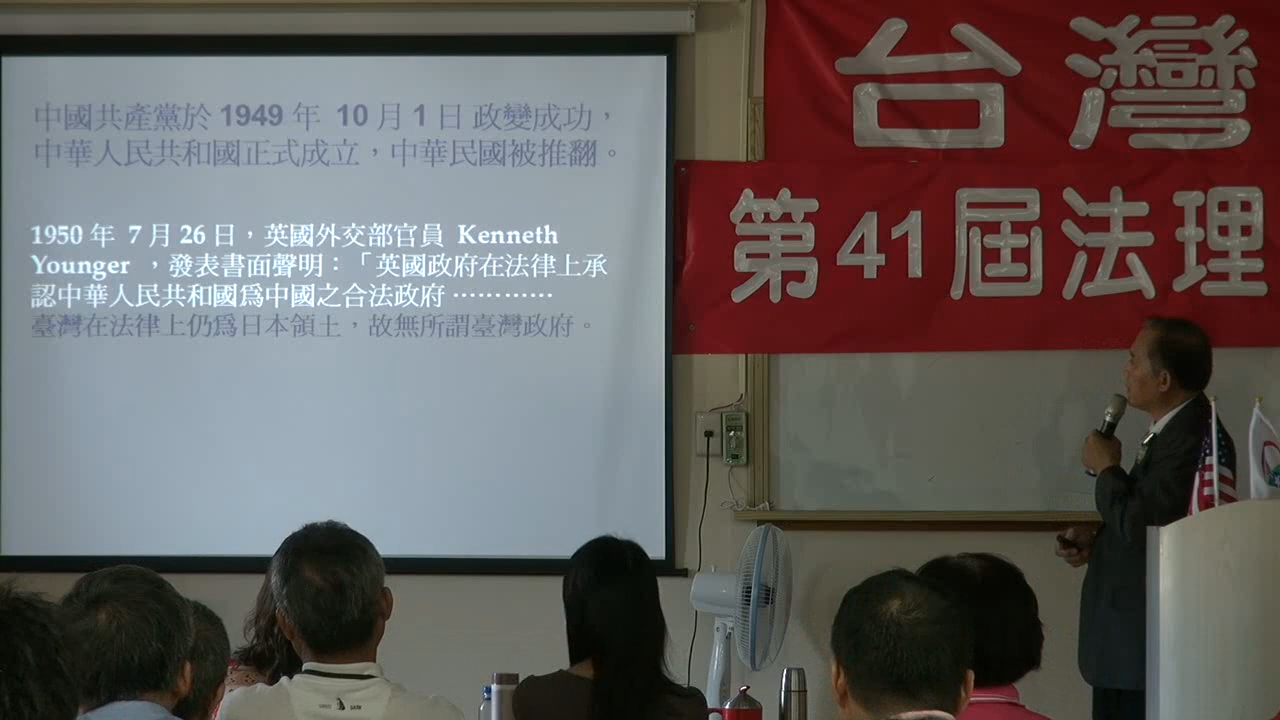 中國共產黨於 1949 年 10 月 1 日 政變成功，
中華人民共和國正式成立，中華民國被推翻。
1950 年 7 月 26 日，英國外交部官員 Kenneth
Younger ，發表書面聲明：「英國政府在法律上承
認中華人民共和國爲中國之合法政府 …………
臺灣在法律上仍爲日本領土，故無所謂臺灣政府。
台灣
第41屆法理